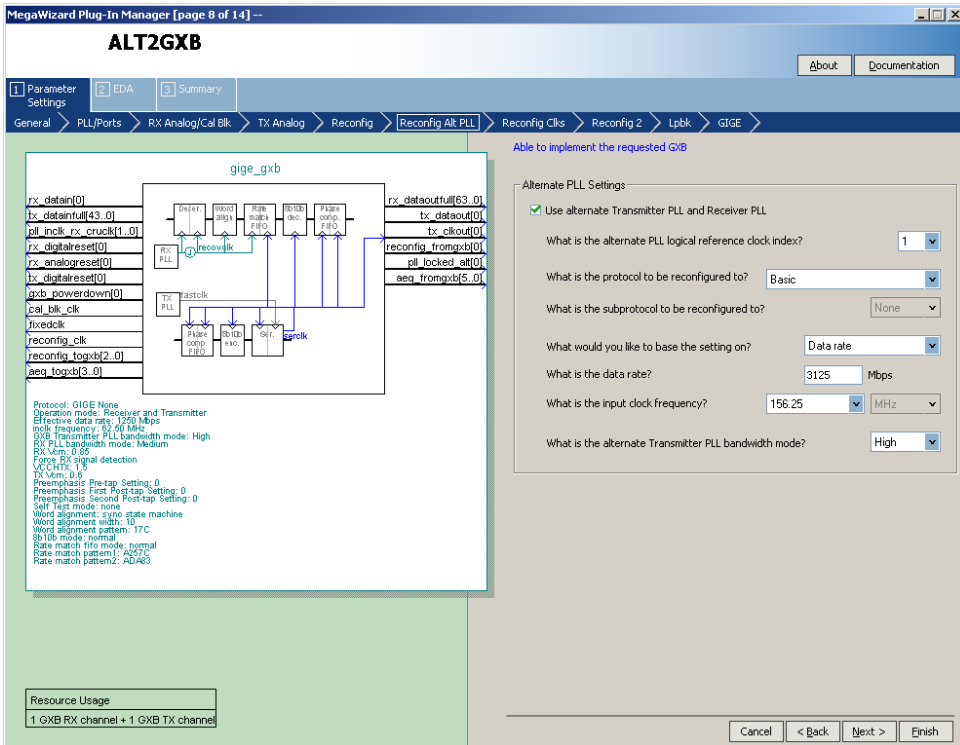 MegaWizard Plug-In Manager [page 8 of 14] --
ALT2GXB
About
Documentation
1 Parameter Settings
2 EDA
3 Summary
General
PLL/Ports
RX Analog/Cal Blk
TX Analog
Reconfig
Reconfig Alt PLL
Reconfig Clks
Reconfig 2
Lpbk
GIGE
gige_gxb
rx_datain[0]
tx_datainfull[43..0]
pll_inclk_rx_cruclk[1..0]
rx_digitalreset[0]
rx_analogreset[0]
tx_digitalreset[0]
gxb_powerdown[0]
cal_blk_clk
fixedclk
reconfig_clk
reconfig_togxb[2..0]
aeq_togxb[3..0]
Deser.
Word align
Rate match FIFO
8b10b dec.
Phase comp. FIFO
RX PLL
recovclk
TX PLL
fastclk
Phase comp. FIFO
8b10b enc.
Ser.
serclk
rx_dataoutfull[63..0]
tx_dataout[0]
tx_clkout[0]
reconfig_fromgxb[0]
pll_locked_alt[0]
aeq_fromgxb[5..0]
Protocol: GIGE None
Operation mode: Receiver and Transmitter
Effective data rate: 1250 Mbps
inclk frequency: 62.50 MHz
GXB Transmitter PLL bandwidth mode: High
RX PLL bandwidth mode: Medium
RX Vcm: 0.85
Force RX signal detection
VCCHTX: 1.5
TX Vcm: 0.6
Preemphasis Pre-tap Setting: 0
Preemphasis First Post-tap Setting: 0
Preemphasis Second Post-tap Setting: 0
Self Test mode: none
Word alignment: sync state machine
Word alignment width: 10
Word alignment pattern: 17C
8b10b mode: normal
Rate match fifo mode: normal
Rate match pattern1: A257C
Rate match pattern2: ADA83
Resource Usage
1 GXB RX channel + 1 GXB TX channel
Able to implement the requested GXB
Alternate PLL Settings
Use alternate Transmitter PLL and Receiver PLL
What is the alternate PLL logical reference clock index? 1
What is the protocol to be reconfigured to? Basic
What is the subprotocol to be reconfigured to? None
What would you like to base the setting on? Data rate
What is the data rate? 3125 Mbps
What is the input clock frequency? 156.25 MHz
What is the alternate Transmitter PLL bandwidth mode? High
Cancel
< Back
Next >
Finish